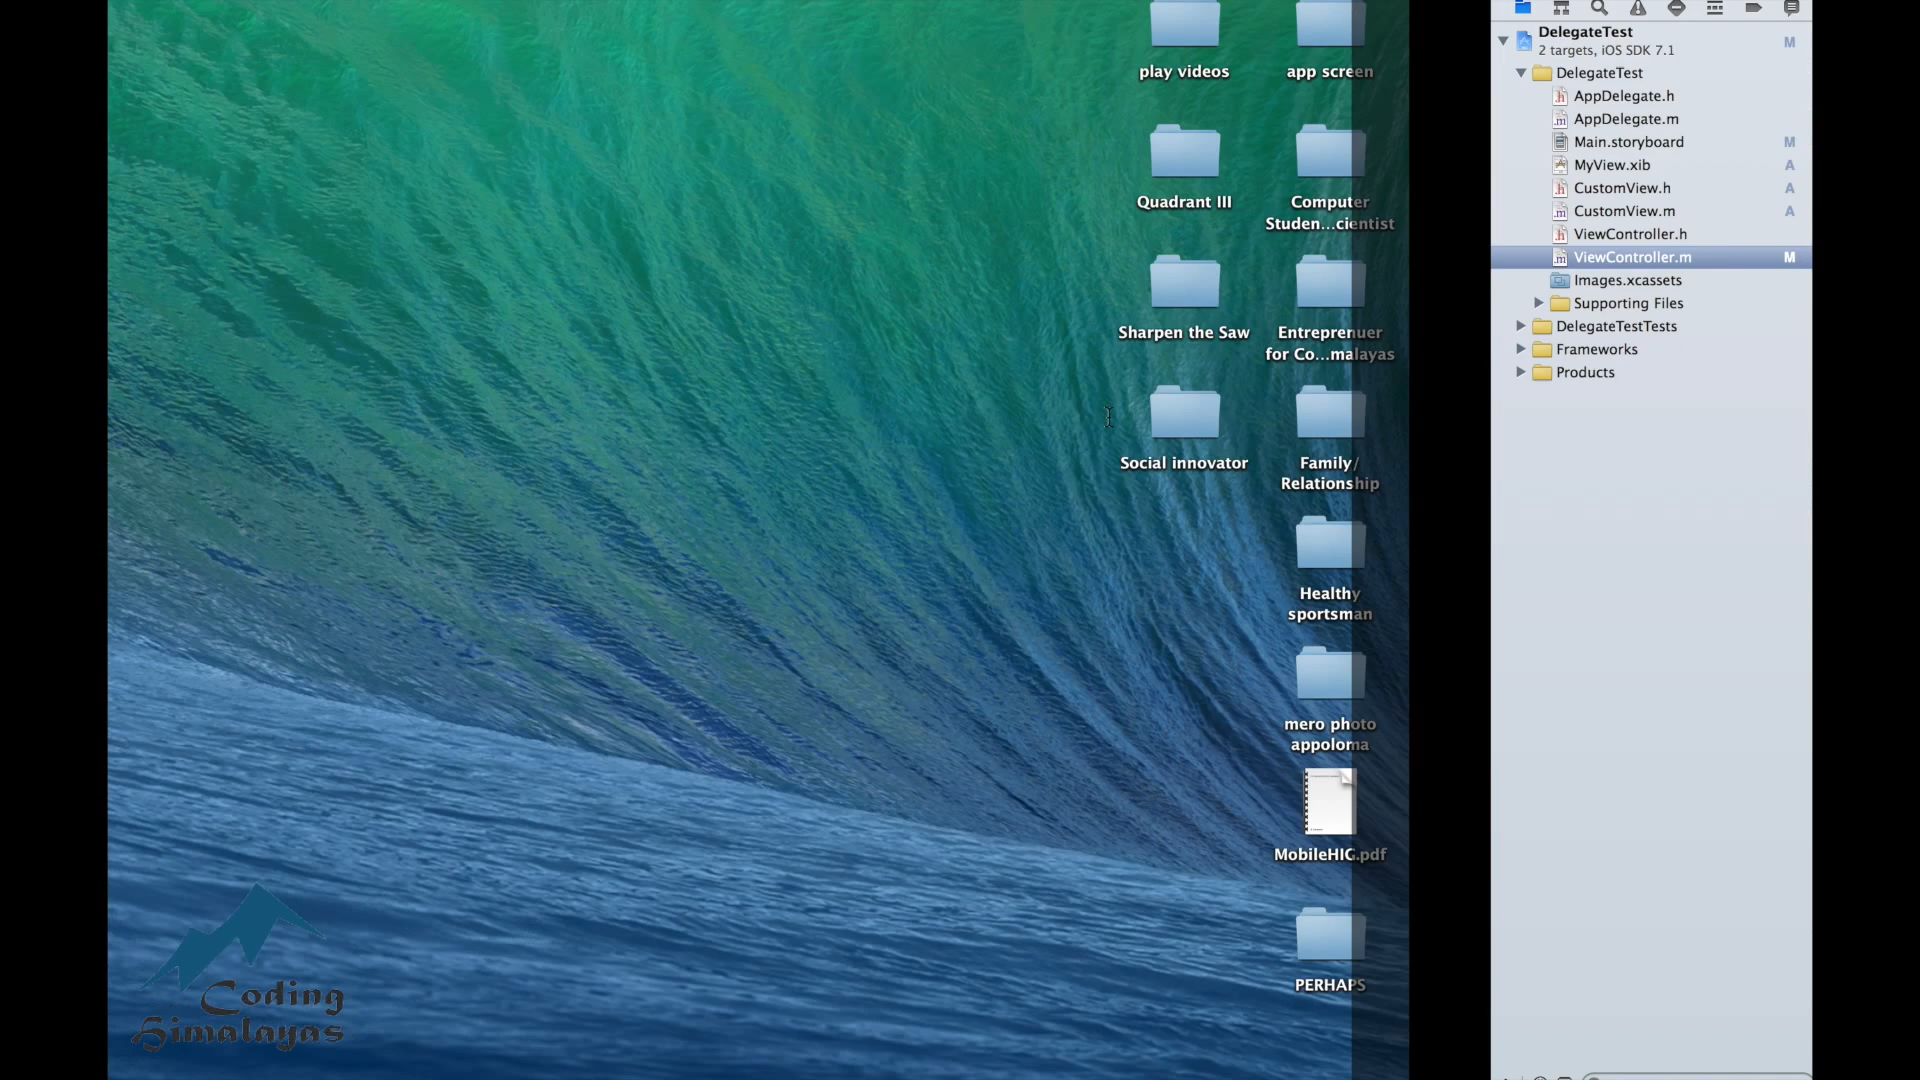 play videos
app screen
Quadrant III
Computer
Studen...cientist
Sharpen the Saw
Entreprenuer
for Co...malayas
Social innovator
Family/
Relationship
Healthy
sportsman
mero photo
appoloma
MobileHIG.pdf
PERHAPS
Coding
Himalayas
DelegateTest
2 targets, iOS SDK 7.1
M
DelegateTest
AppDelegate.h
AppDelegate.m
Main.storyboard M
MyView.xib A
CustomView.h A
CustomView.m A
ViewController.h
ViewController.m M
Images.xcassets
Supporting Files
DelegateTestTests
Frameworks
Products